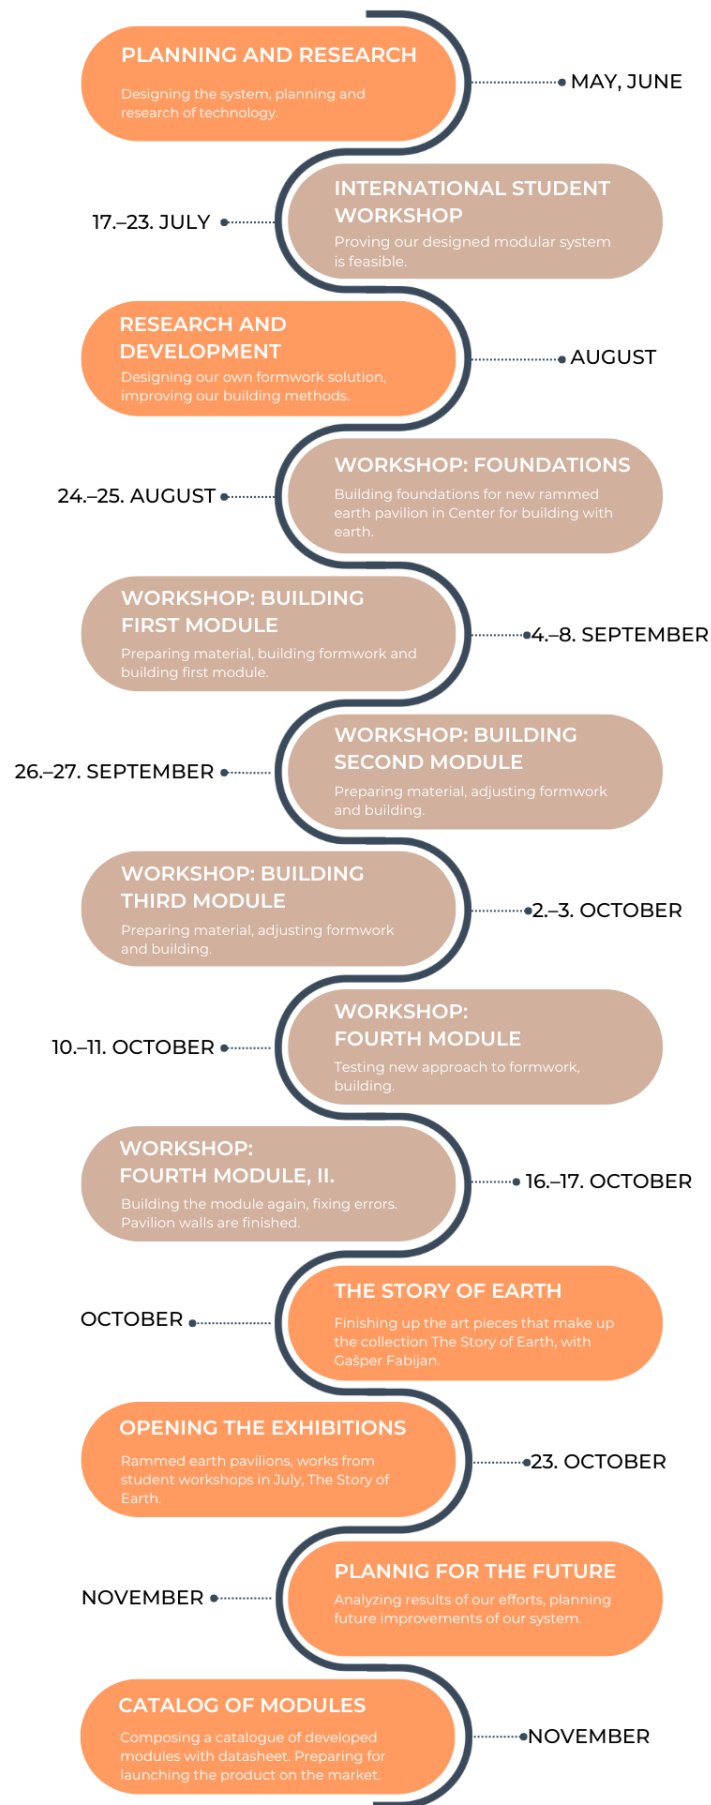 PLANNING AND RESEARCH
Designing the system, planning and
research of technology.
MAY, JUNE
17.–23. JULY
INTERNATIONAL STUDENT
WORKSHOP
Proving our designed modular system
is feasible.
RESEARCH AND
DEVELOPMENT
Designing our own formwork solution,
improving our building methods.
AUGUST
24.–25. AUGUST
WORKSHOP: FOUNDATIONS
Building foundations for new rammed
earth pavilion in Center for building with
earth.
WORKSHOP: BUILDING
FIRST MODULE
Preparing material, building formwork and
building first module.
4.–8. SEPTEMBER
26.–27. SEPTEMBER
WORKSHOP: BUILDING
SECOND MODULE
Preparing material, adjusting formwork
and building.
WORKSHOP: BUILDING
THIRD MODULE
Preparing material, adjusting formwork
and building.
2.–3. OCTOBER
10.–11. OCTOBER
WORKSHOP:
FOURTH MODULE
Testing new approach to formwork,
building.
WORKSHOP:
FOURTH MODULE, II.
Building the module again, fixing errors.
Pavilion walls are finished.
16.–17. OCTOBER
OCTOBER
THE STORY OF EARTH
Finishing up the art pieces that make up
the collection The Story of Earth, with
Gašper Fabijan.
OPENING THE EXHIBITIONS
Rammed earth pavilions, works from
student workshops in July, The Story of
Earth.
23. OCTOBER
NOVEMBER
PLANNIG FOR THE FUTURE
Analyzing results of our efforts, planning
future improvements of our system.
CATALOG OF MODULES
Composing a catalogue of developed
modules with datasheet. Preparing for
launching the product on the market.
NOVEMBER